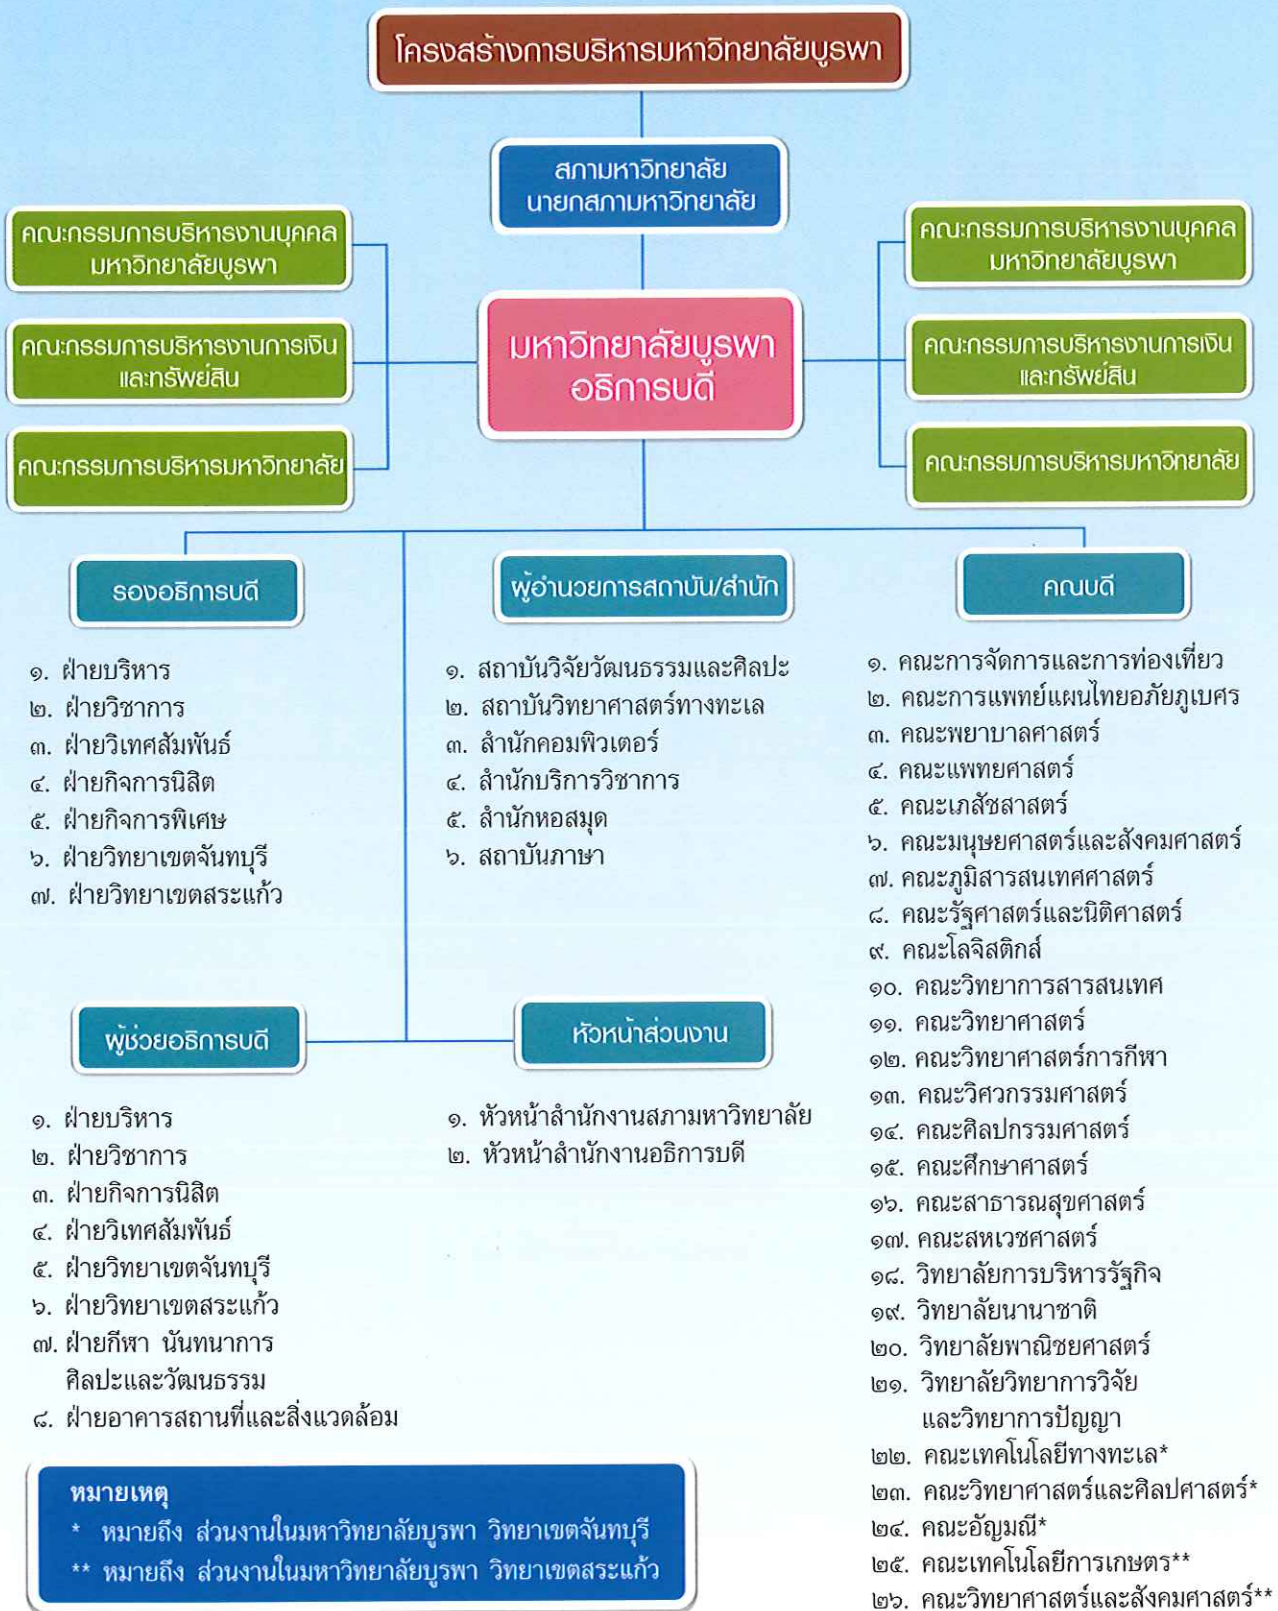 โครงสร้างการบริหารมหาวิทยาลัยบูรพา
สภามหาวิทยาลัย
นายกสภามหาวิทยาลัย
คณะกรรมการบริหารงานบุคคล
มหาวิทยาลัยบูรพา
คณะกรรมการบริหารงานการเงิน
และทรัพย์สิน
คณะกรรมการบริหารมหาวิทยาลัย
มหาวิทยาลัยบูรพา
อธิการบดี
คณะกรรมการบริหารงานบุคคล
มหาวิทยาลัยบูรพา
คณะกรรมการบริหารงานการเงิน
และทรัพย์สิน
คณะกรรมการบริหารมหาวิทยาลัย
รองอธิการบดี
๑. ฝ่ายบริหาร
๒. ฝ่ายวิชาการ
๓. ฝ่ายวิเทศสัมพันธ์
๔. ฝ่ายกิจการนิสิต
๕. ฝ่ายกิจการพิเศษ
๖. ฝ่ายวิทยาเขตจันทบุรี
๗. ฝ่ายวิทยาเขตสระแก้ว
ผู้อำนวยการสถาบัน/สำนัก
๑. สถาบันวิจัยวัฒนธรรมและศิลปะ
๒. สถาบันวิทยาศาสตร์ทางทะเล
๓. สำนักคอมพิวเตอร์
๔. สำนักบริการวิชาการ
๕. สำนักหอสมุด
๖. สถาบันภาษา
คณบดี
๑. คณะการจัดการและการท่องเที่ยว
๒. คณะการแพทย์แผนไทยอภัยภูเบศร
๓. คณะพยาบาลศาสตร์
๔. คณะแพทยศาสตร์
๕. คณะเภสัชสาสตร์
๖. คณะมนุษยศาสตร์และสังคมศาสตร์
๗. คณะภูมิสารสนเทศศาสตร์
๘. คณะรัฐศาสตร์และนิติศาสตร์
๙. คณะโลจิสติกส์
๑๐. คณะวิทยาการสารสนเทศ
๑๑. คณะวิทยาศาสตร์
๑๒. คณะวิทยาศาสตร์การกีฬา
๑๓. คณะวิศวกรรมศาสตร์
๑๔. คณะศิลปกรรมศาสตร์
๑๕. คณะศึกษาศาสตร์
๑๖. คณะสาธารณสุขศาสตร์
๑๗. คณะสหเวชศาสตร์
๑๘. วิทยาลัยการบริหารรัฐกิจ
๑๙. วิทยาลัยนานาชาติ
๒๐. วิทยาลัยพาณิชยศาสตร์
๒๑. วิทยาลัยวิทยาการวิจัย
และวิทยาการปัญญา
๒๒. คณะเทคโนโลยีทางทะเล*
๒๓. คณะวิทยาศาสตร์และศิลปศาสตร์*
๒๔. คณะอัญมณี*
๒๕. คณะเทคโนโลยีการเกษตร**
๒๖. คณะวิทยาศาสตร์และสังคมศาสตร์**
ผู้ช่วยอธิการบดี
๑. ฝ่ายบริหาร
๒. ฝ่ายวิชาการ
๓. ฝ่ายกิจการนิสิต
๔. ฝ่ายวิเทศสัมพันธ์
๕. ฝ่ายวิทยาเขตจันทบุรี
๖. ฝ่ายวิทยาเขตสระแก้ว
๗. ฝ่ายกีฬา นันทนาการ
ศิลปะและวัฒนธรรม
๘. ฝ่ายอาคารสถานที่และสิ่งแวดล้อม
หัวหน้าส่วนงาน
๑. หัวหน้าสำนักงานสภามหาวิทยาลัย
๒. หัวหน้าสำนักงานอธิการบดี
หมายเหตุ
* หมายถึง ส่วนงานในมหาวิทยาลัยบูรพา วิทยาเขตจันทบุรี
** หมายถึง ส่วนงานในมหาวิทยาลัยบูรพา วิทยาเขตสระแก้ว